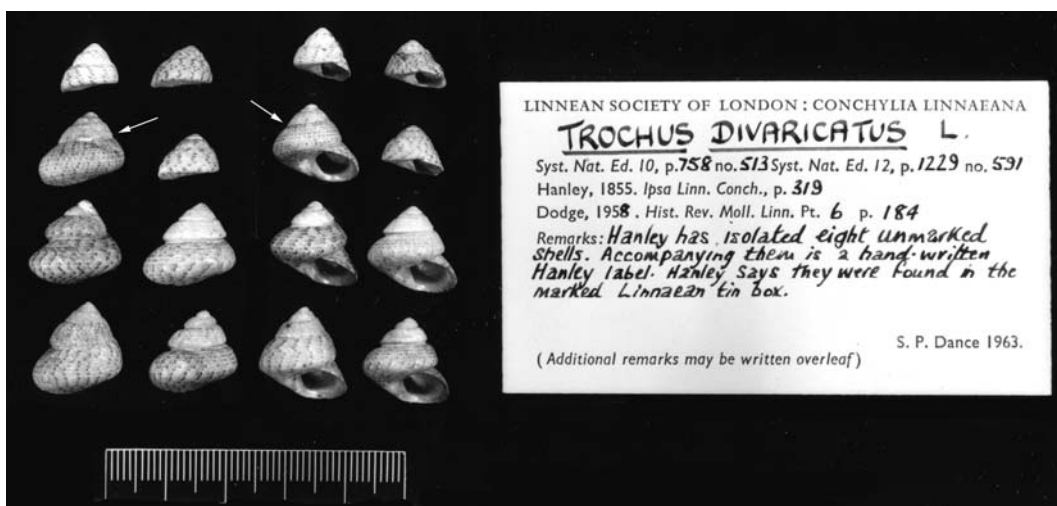 LINNEAN SOCIETY OF LONDON : CONCHYLIA LINNAEANA
TROCHUS DIVARICATUS L.
Syst. Nat. Ed. 10, p.758 no.513 Syst. Nat. Ed. 12, p.1229 no. 591
Hanley, 1855. Ipsa Linn. Conch., p. 319
Dodge, 1958. Hist. Rev. Moll. Linn. Pt. 6 p. 184
Remarks: Hanley has isolated eight unmarked
shells. Accompanying them is a hand-written
Hanley label. Hanley says they were found in the
marked Linnaean tin box.
S. P. Dance 1963.
(Additional remarks may be written overleaf)